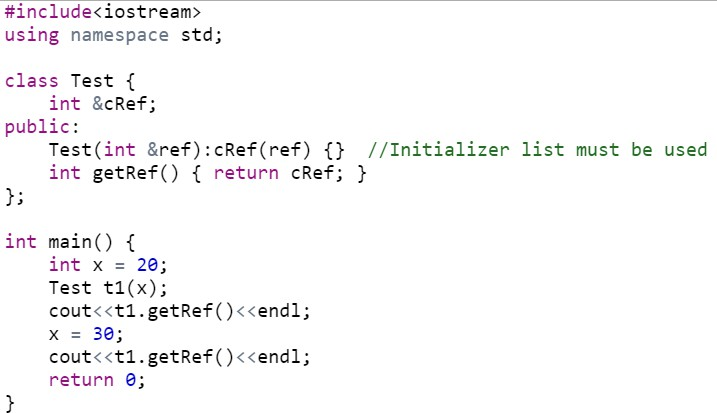 #include<iostream>
using namespace std;
class Test {
int &cRef;
public:
Test(int &ref):cRef(ref) {}  //Initializer list must be used
int getRef() { return cRef; }
};
int main() {
int x = 20;
Test t1(x);
cout<<t1.getRef()<<endl;
x = 30;
cout<<t1.getRef()<<endl;
return 0;
}